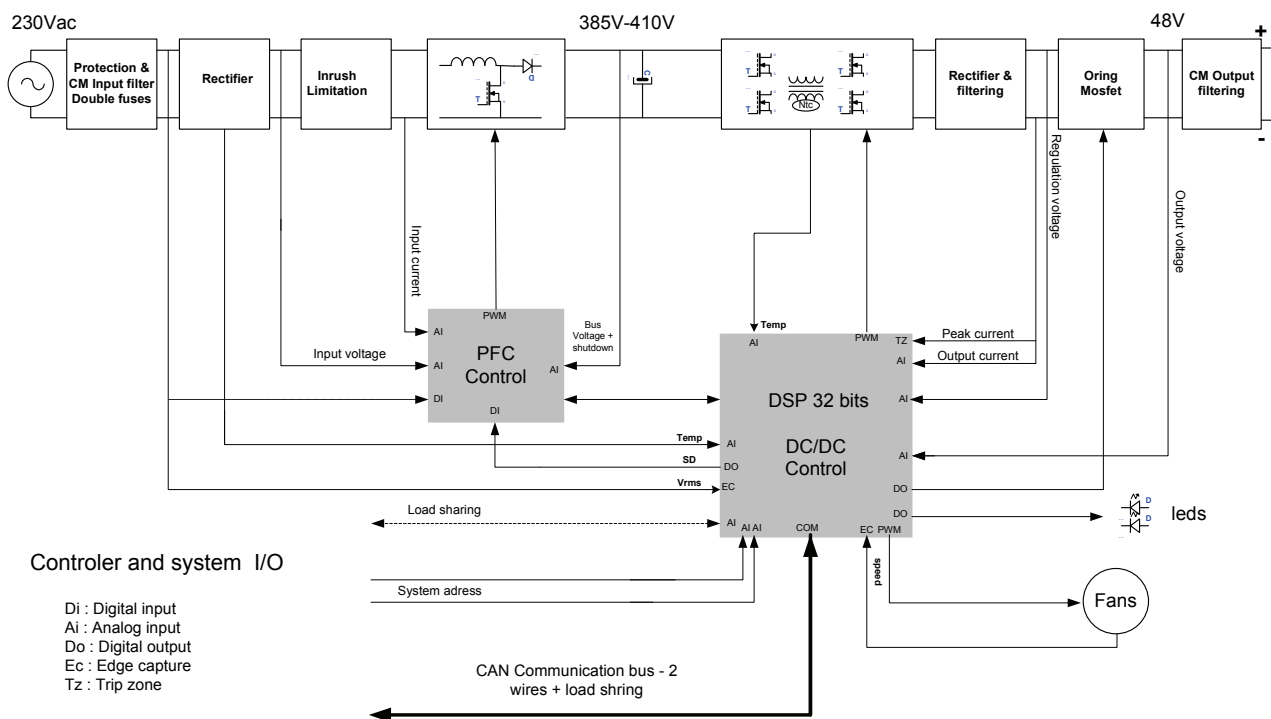 230Vac
385V-410V
48V
+
Protection &
CM Input filter
Double fuses
Rectifier
Inrush
Limitation
D
T
C
T
T
T
T
Ntc
Rectifier &
filtering
Oring
Mosfet
CM Output
filtering
-
Input current
Regulation voltage
Output voltage
PWM
AI
Bus
Voltage +
shutdown
Input voltage
AI
PFC
Control
AI
DI
DI
Temp
AI
PWM
TZ
Peak current
AI
Output current
DSP 32 bits
AI
DC/DC
Control
Temp
AI
AI
SD
DO
Vrms
EC
DO
DO
D
D
leds
Load sharing
AI
AI AI
COM
EC PWM
speed
Fans
System adress
Controler and system I/O
Di : Digital input
Ai : Analog input
Do : Digital output
Ec : Edge capture
Tz : Trip zone
CAN Communication bus - 2
wires + load shring